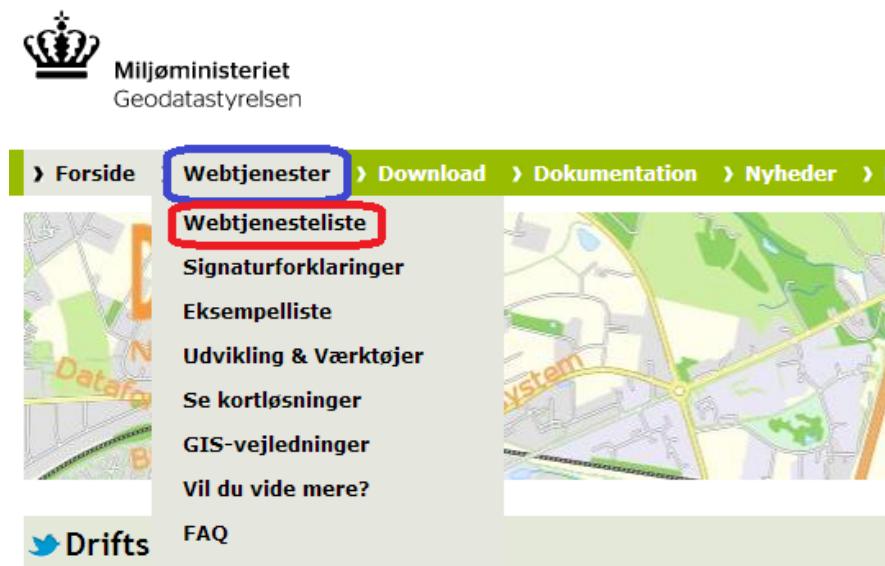 Miljøministeriet
Geodatastyrelsen
Forside Webtjenester Download Dokumentation Nyheder
Webtjenesteliste
Signaturforklaringer
Eksempelliste
Udvikling & Værktøjer
Se kortløsninger
GIS-vejledninger
Vil du vide mere?
FAQ
Drifts